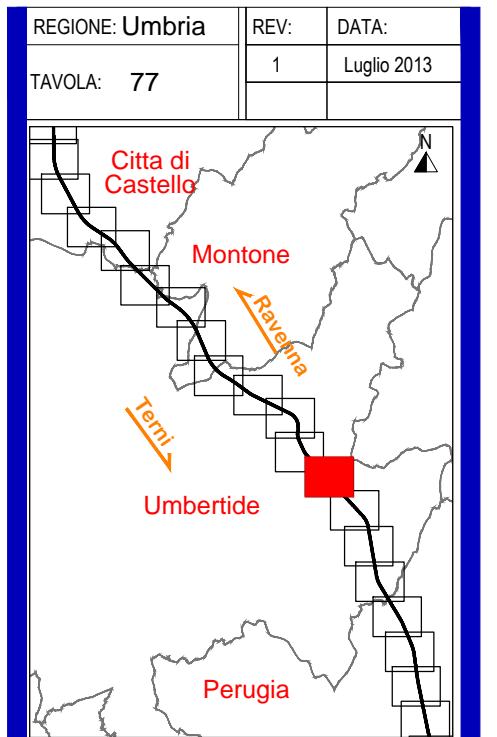 REGIONE: Umbria
REV:
DATA:
TAVOLA: 77
1
Luglio 2013
N
Citta di
Castello
Montone
Ravenna
Terni
Umbertide
Perugia